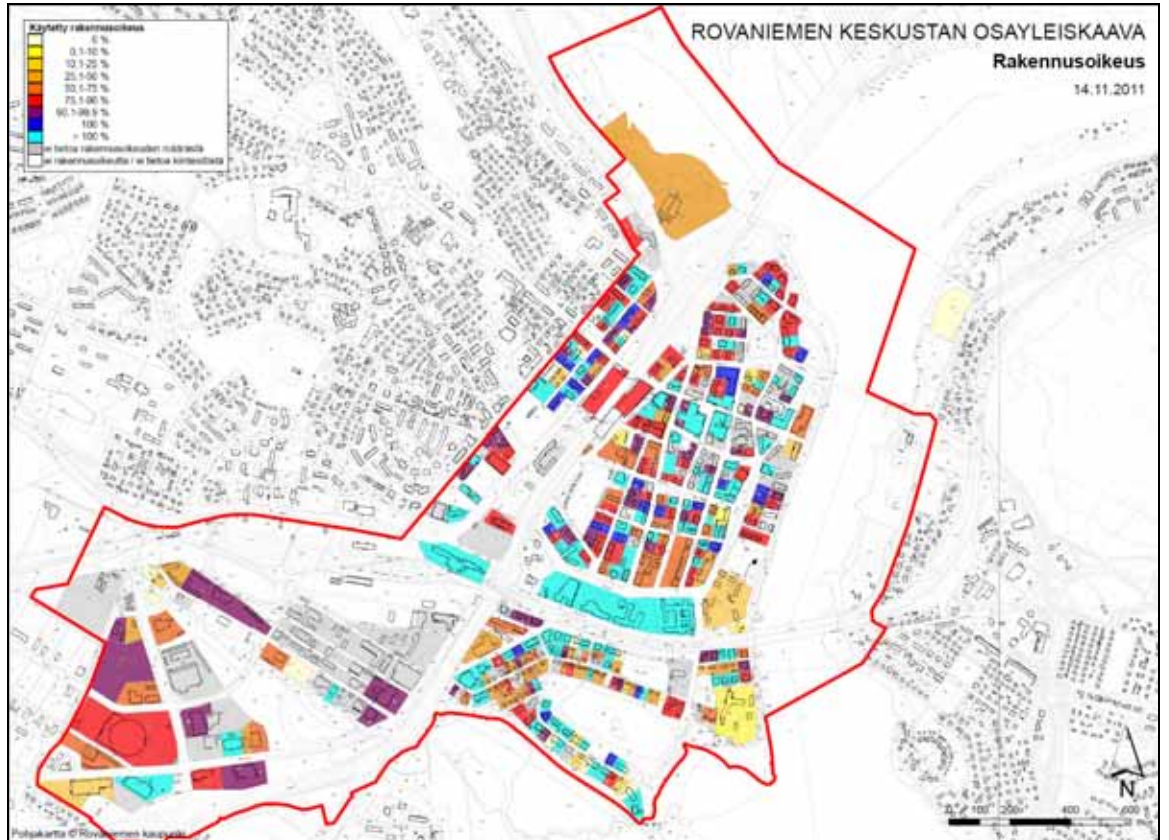 Käytetty rakennusoikeus
0 %
0,1-10 %
10,1-25 %
25,1-50 %
50,1-75 %
75,1-90 %
90,1-99,9 %
100 %
> 100 %
ei tietoa rakennusoikeuden määrästä
ei rakennusoikeutta / ei tietoa kiinteistöstä
ROVANIEMEN KESKUSTAN OSAYLEISKAAVA
Rakennusoikeus
14.11.2011
N
0 100 200 400 600
Pohjakartta © Rovaniemen kaupunki